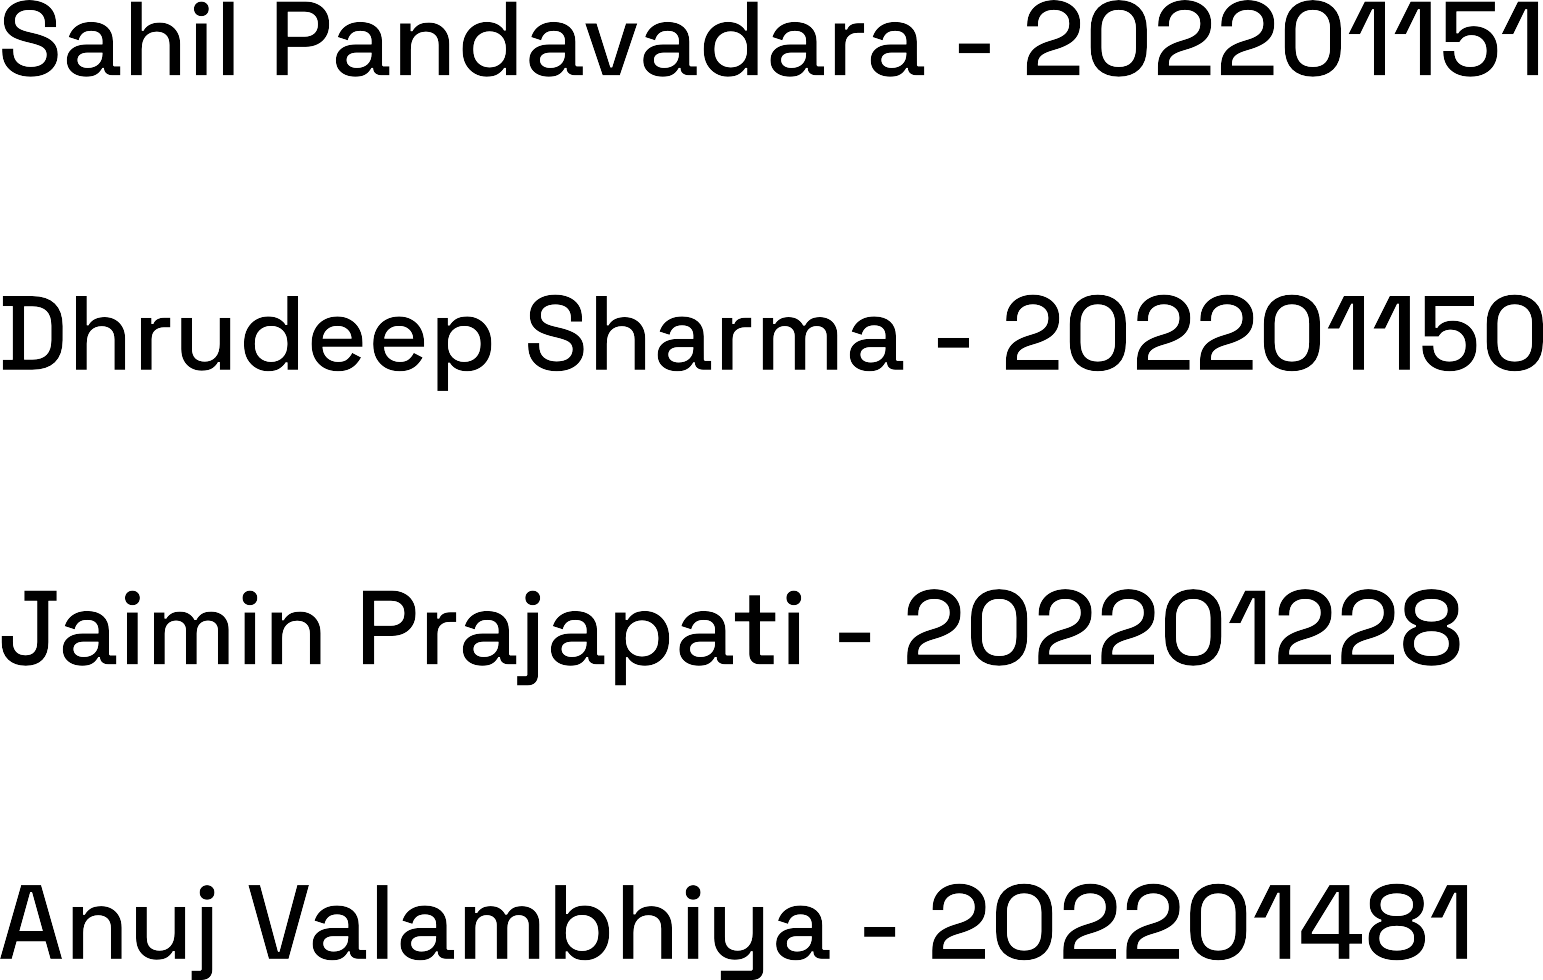 Sahil Pandavadara - 202201151
Dhrudeep Sharma - 202201150
Jaimin Prajapati - 202201228
Anuj Valambhiya - 202201481